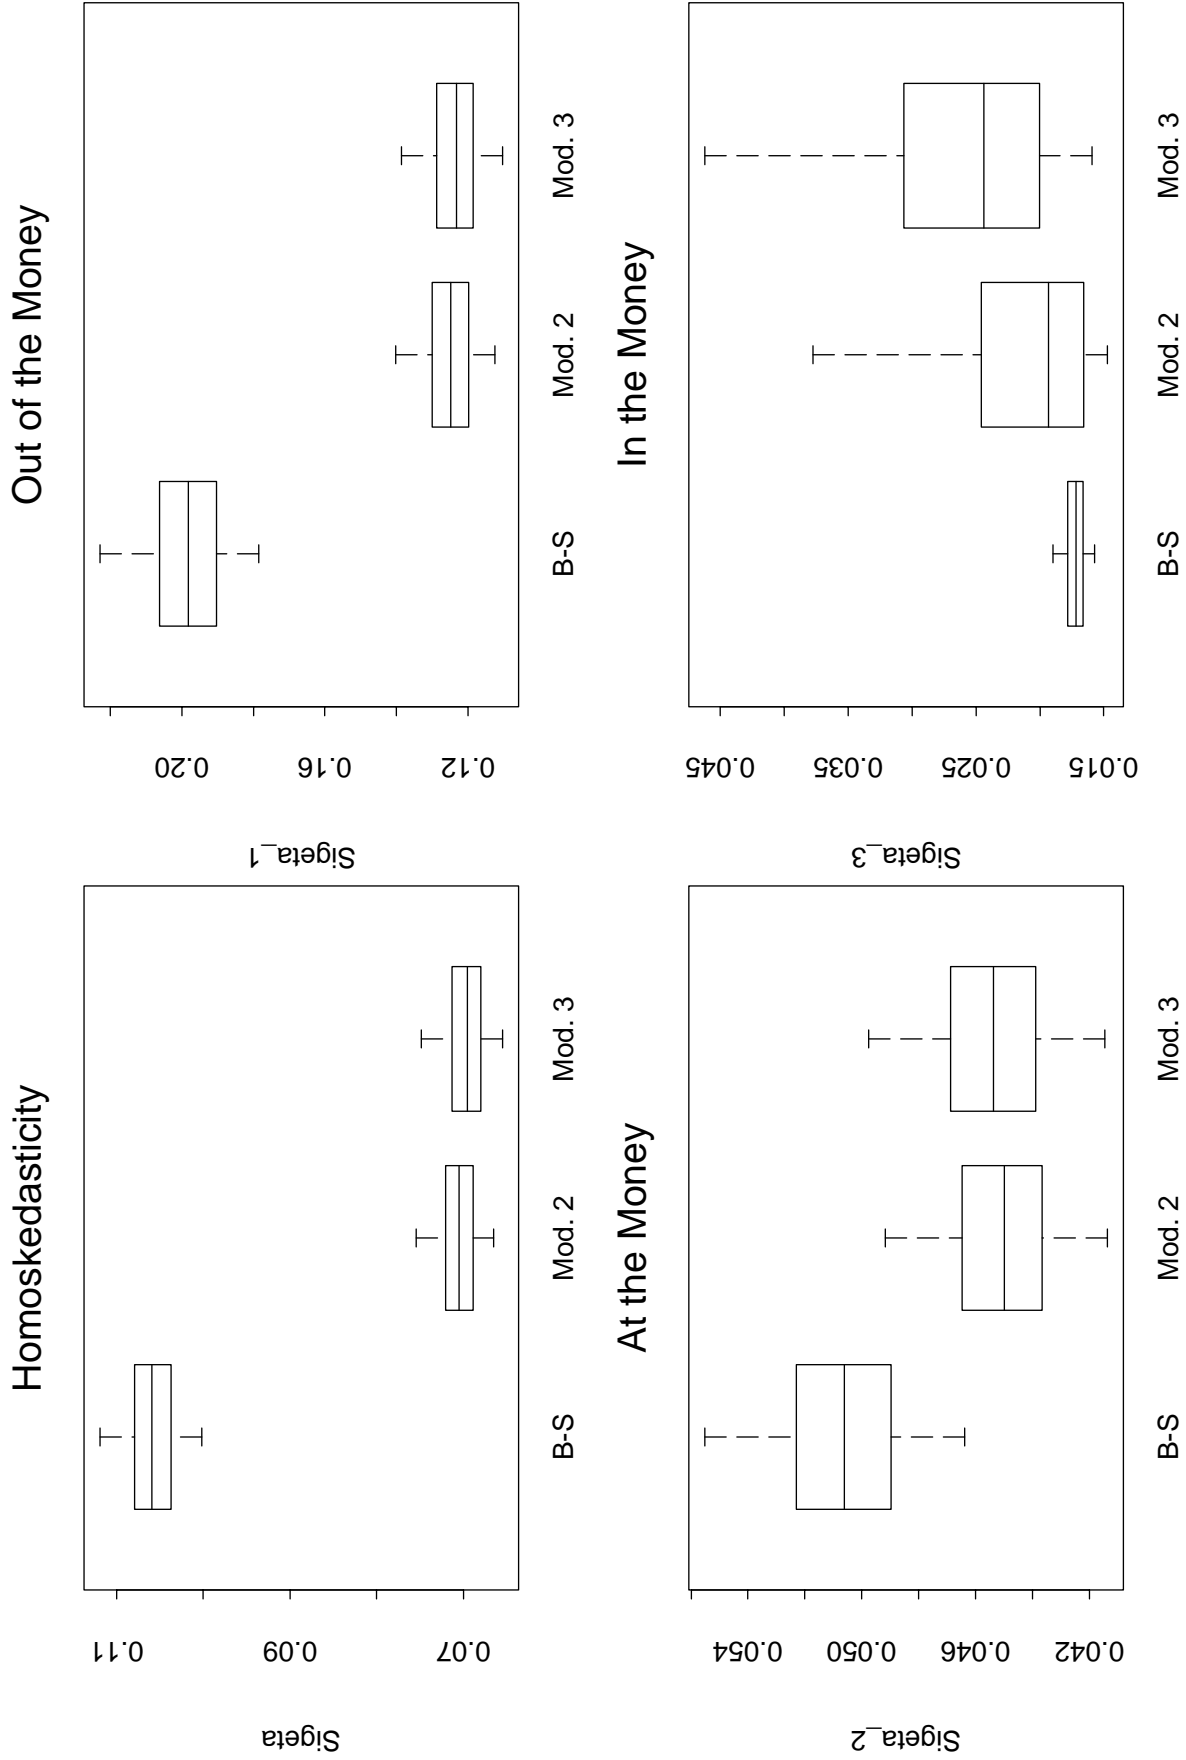 Homoskedasticity
Sigeta
0.07
0.09
0.11
B-S
Mod. 2
Mod. 3
Out of the Money
Sigeta_1
0.12
0.16
0.20
B-S
Mod. 2
Mod. 3
At the Money
Sigeta_2
0.042
0.046
0.050
0.054
B-S
Mod. 2
Mod. 3
In the Money
Sigeta_3
0.015
0.025
0.035
0.045
B-S
Mod. 2
Mod. 3